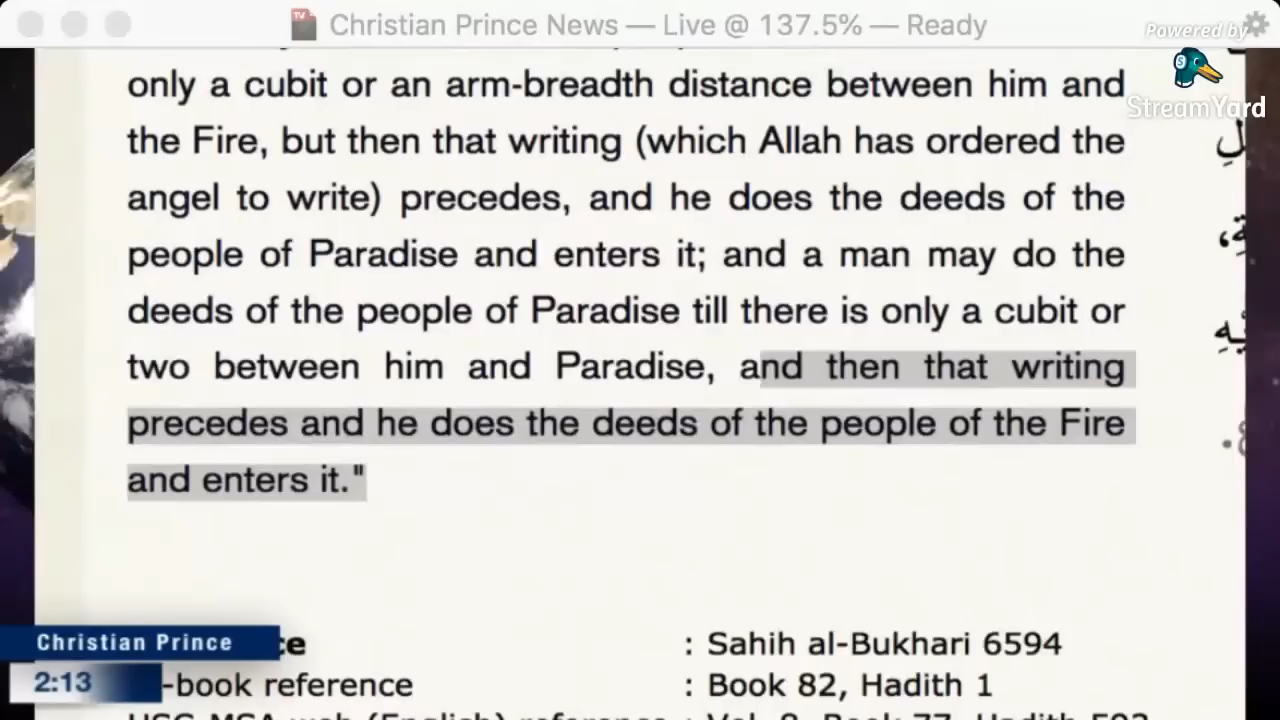 Christian Prince News — Live @ 137.5% — Ready
Powered by
StreamYard
only a cubit or an arm-breadth distance between him and
the Fire, but then that writing (which Allah has ordered the
angel to write) precedes, and he does the deeds of the
people of Paradise and enters it; and a man may do the
deeds of the people of Paradise till there is only a cubit or
two between him and Paradise, and then that writing
precedes and he does the deeds of the people of the Fire
and enters it."
Christian Prince
ce : Sahih al-Bukhari 6594
2:13
-book reference : Book 82, Hadith 1